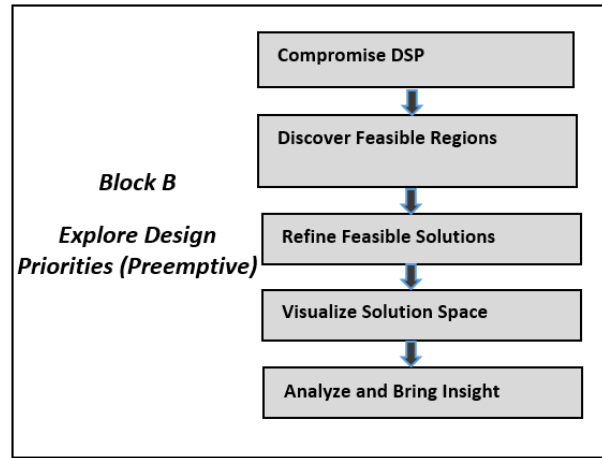 Compromise DSP
Discover Feasible Regions
Block B
Explore Design
Priorities (Preemptive)
Refine Feasible Solutions
Visualize Solution Space
Analyze and Bring Insight